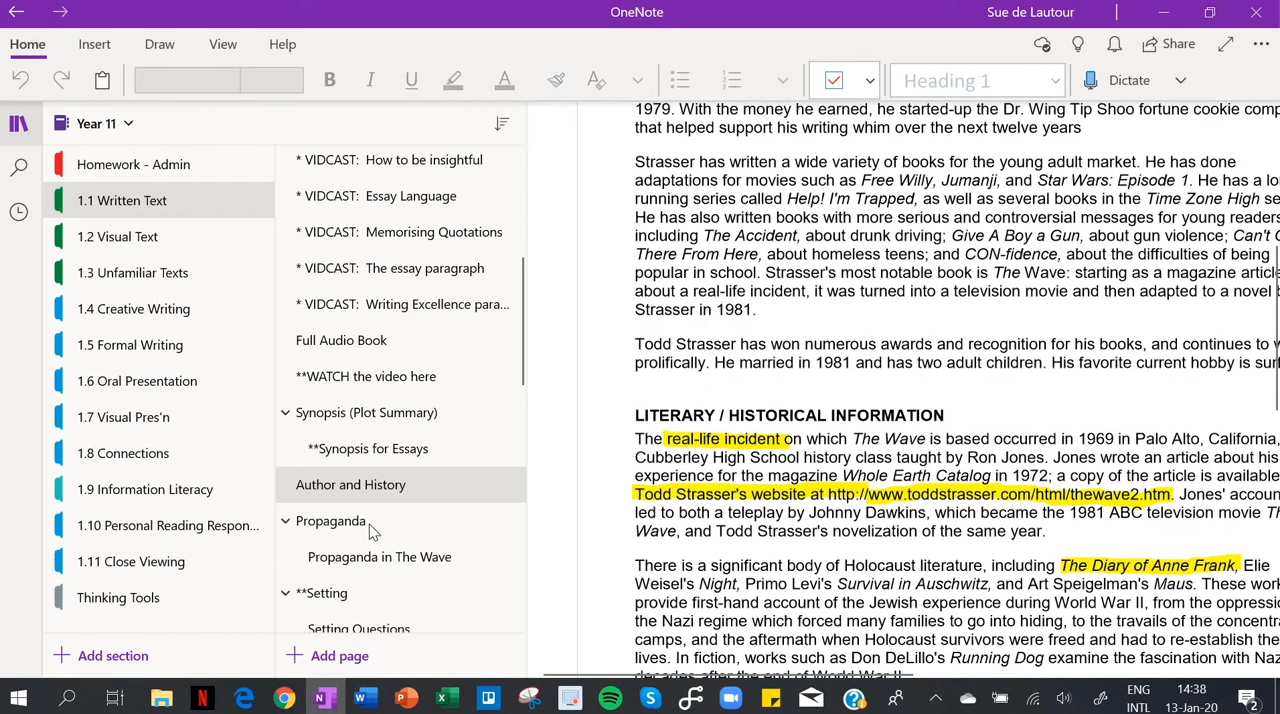 OneNote
Sue de Lautour
Home
Insert
Draw
View
Help
Share
B
I
U
A
Heading 1
Dictate
Year 11
Homework - Admin
1.1 Written Text
1.2 Visual Text
1.3 Unfamiliar Texts
1.4 Creative Writing
1.5 Formal Writing
1.6 Oral Presentation
1.7 Visual Pres'n
1.8 Connections
1.9 Information Literacy
1.10 Personal Reading Respon...
1.11 Close Viewing
Thinking Tools
Add section
* VIDCAST: How to be insightful
* VIDCAST: Essay Language
* VIDCAST: Memorising Quotations
* VIDCAST: The essay paragraph
* VIDCAST: Writing Excellence para...
Full Audio Book
**WATCH the video here
Synopsis (Plot Summary)
**Synopsis for Essays
Author and History
Propaganda
Propaganda in The Wave
**Setting
Setting Questions
Add page
1979. With the money he earned, he started-up the Dr. Wing Tip Shoo fortune cookie comp
that helped support his writing whim over the next twelve years
Strasser has written a wide variety of books for the young adult market. He has done
adaptations for movies such as Free Willy, Jumanji, and Star Wars: Episode 1. He has a lo
running series called Help! I'm Trapped, as well as several books in the Time Zone High se
He has also written books with more serious and controversial messages for young readers
including The Accident, about drunk driving; Give A Boy a Gun, about gun violence; Can't G
There From Here, about homeless teens; and CON-fidence, about the difficulties of being
popular in school. Strasser's most notable book is The Wave: starting as a magazine article
about a real-life incident, it was turned into a television movie and then adapted to a novel b
Strasser in 1981.
Todd Strasser has won numerous awards and recognition for his books, and continues to w
prolifically. He married in 1981 and has two adult children. His favorite current hobby is surf
LITERARY / HISTORICAL INFORMATION
The real-life incident on which The Wave is based occurred in 1969 in Palo Alto, California,
Cubberley High School history class taught by Ron Jones. Jones wrote an article about his
experience for the magazine Whole Earth Catalog in 1972; a copy of the article is available
Todd Strasser's website at http://www.toddstrasser.com/html/thewave2.htm. Jones' accoun
led to both a teleplay by Johnny Dawkins, which became the 1981 ABC television movie T
Wave, and Todd Strasser's novelization of the same year.
There is a significant body of Holocaust literature, including The Diary of Anne Frank, Elie
Weisel's Night, Primo Levi's Survival in Auschwitz, and Art Speigelman's Maus. These work
provide first-hand account of the Jewish experience during World War II, from the oppressi
the Nazi regime which forced many families to go into hiding, to the travails of the concentra
camps, and the aftermath when Holocaust survivors were freed and had to re-establish the
lives. In fiction, works such as Don DeLillo's Running Dog examine the fascination with Naz
decades after World War II
ENG
INTL
14:38
13-Jan-20
2